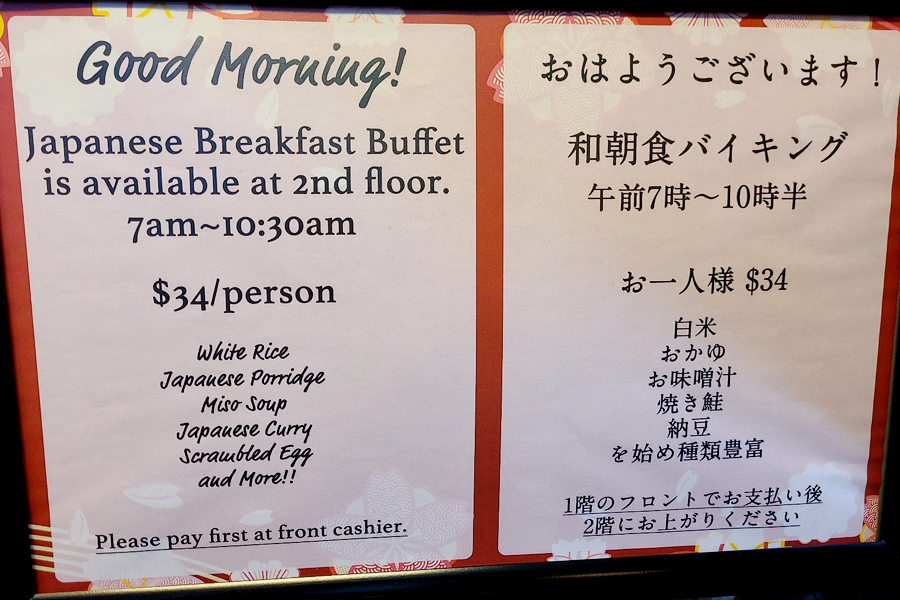 Good Morning!
Japanese Breakfast Buffet
is available at 2nd floor.
7am~10:30am
$34/person
White Rice
Japanese Porridge
Miso Soup
Japanese Curry
Scrambled Egg
and More!!
Please pay first at front cashier.
おはようございます！
和朝食バイキング
午前7時～10時半
お一人様 $34
白米
おかゆ
お味噌汁
焼き鮭
納豆
を始め種類豊富
1階のフロントでお支払い後
2階にお上がりください